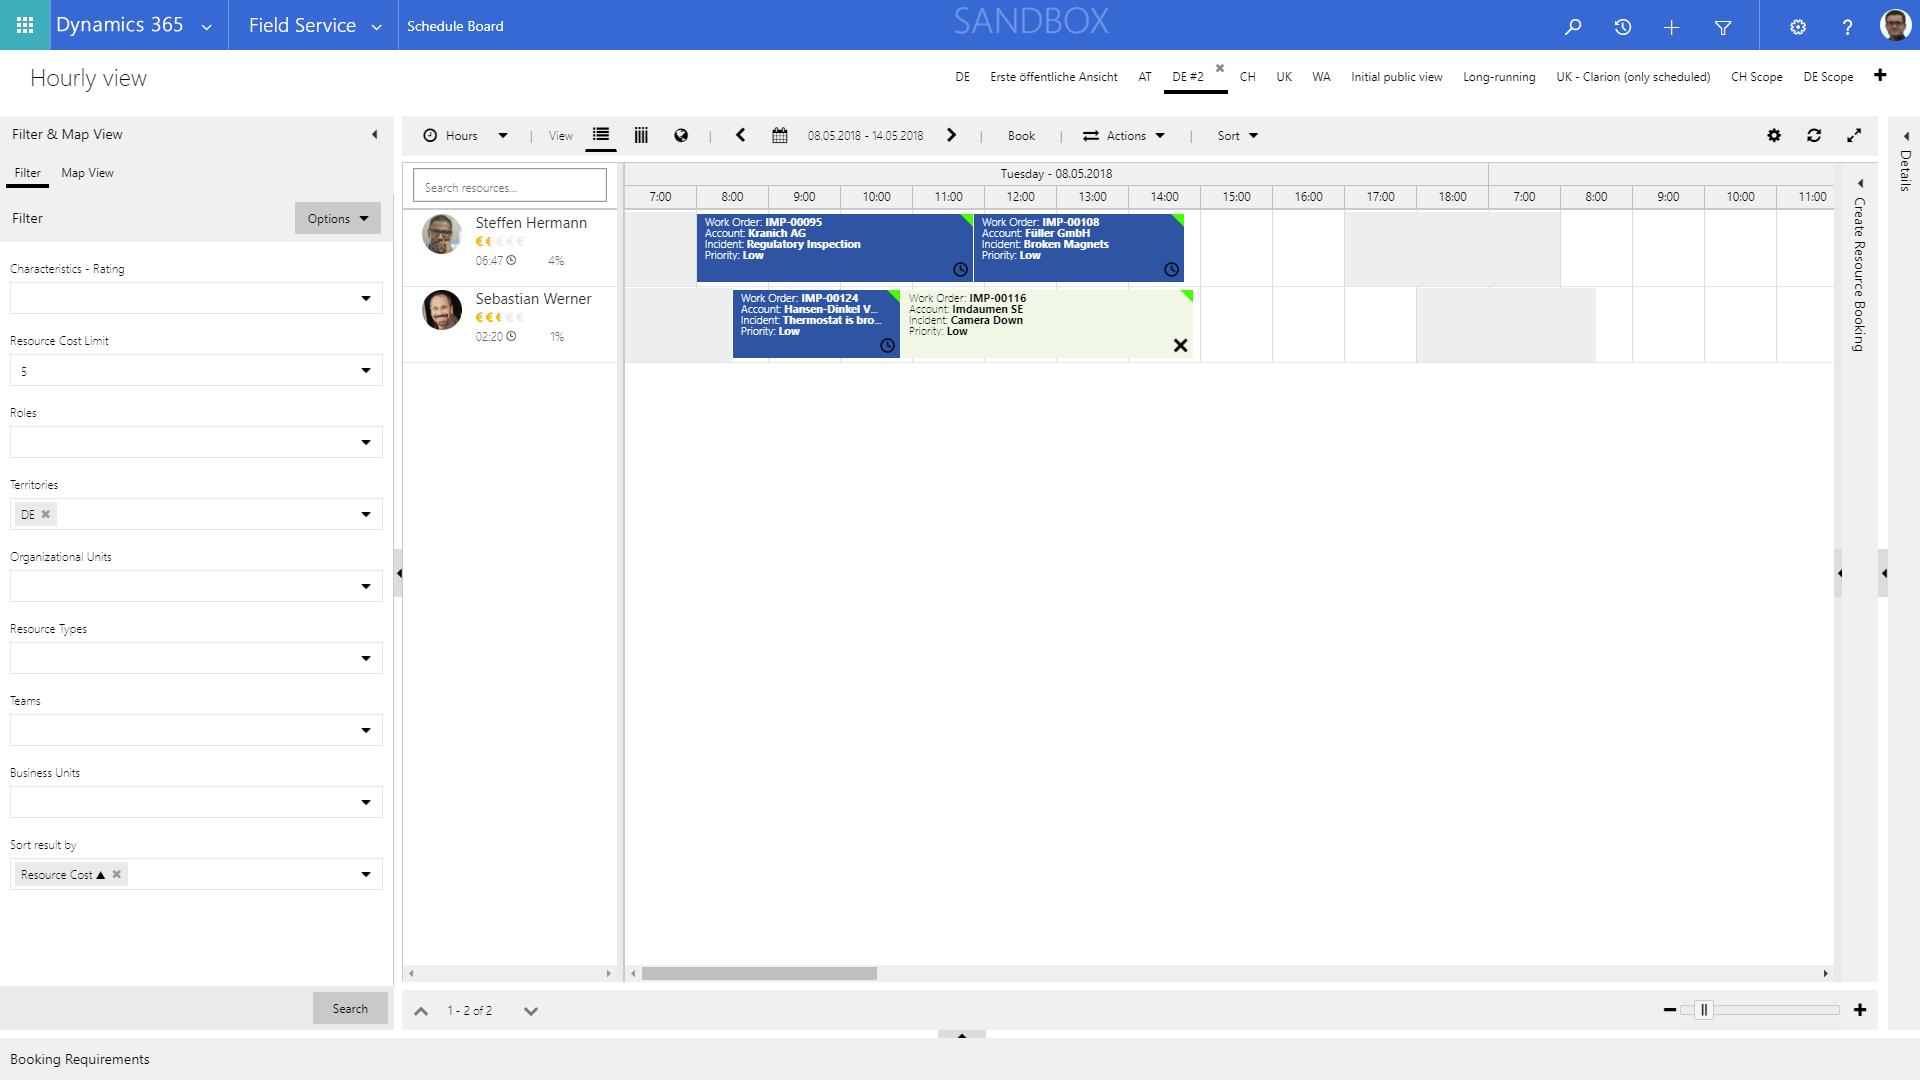 Dynamics 365
Field Service
Schedule Board
SANDBOX
?
Hourly view
DE
Erste öffentliche Ansicht
AT
DE #2
CH
UK
WA
Initial public view
Long-running
UK - Clarion (only scheduled)
CH Scope
DE Scope
Filter & Map View
Filter
Map View
Filter
Options
Characteristics - Rating
Resource Cost Limit
5
Roles
Territories
DE
Organizational Units
Resource Types
Teams
Business Units
Sort result by
Resource Cost
Search
Hours
View
08.05.2018 - 14.05.2018
Book
Actions
Sort
Search resources...
Tuesday - 08.05.2018
7:00 8:00 9:00 10:00 11:00 12:00 13:00 14:00 15:00 16:00 17:00 18:00 7:00 8:00 9:00 10:00 11:00
Steffen Hermann
06:47
4%
Work Order: IMP-00095
Account: Kranich AG
Incident: Regulatory Inspection
Priority: Low
Work Order: IMP-00108
Account: Füller GmbH
Incident: Broken Magnets
Priority: Low
Sebastian Werner
02:20
1%
Work Order: IMP-00124
Account: Hansen-Dinkel V...
Incident: Thermostat is bro...
Priority: Low
Work Order: IMP-00116
Account: Imdaumen SE
Incident: Camera Down
Priority: Low
Create Resource Booking
Details
1 - 2 of 2
Booking Requirements